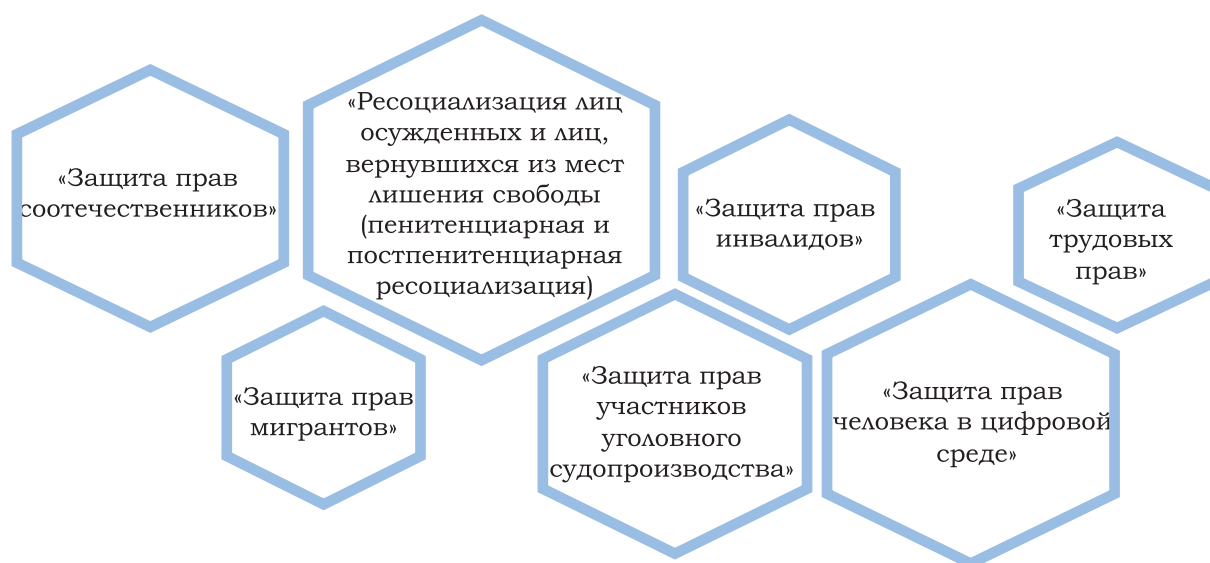 «Защита прав
соотечественников»
«Ресоциализация лиц
осужденных и лиц,
вернувшихся из мест
лишения свободы
(пенитенциарная и
постпенитенциарная
ресоциализация)
«Защита прав
инвалидов»
«Защита
трудовых
прав»
«Защита прав
мигрантов»
«Защита прав
участников
уголовного
судопроизводства»
«Защита прав
человека в цифровой
среде»